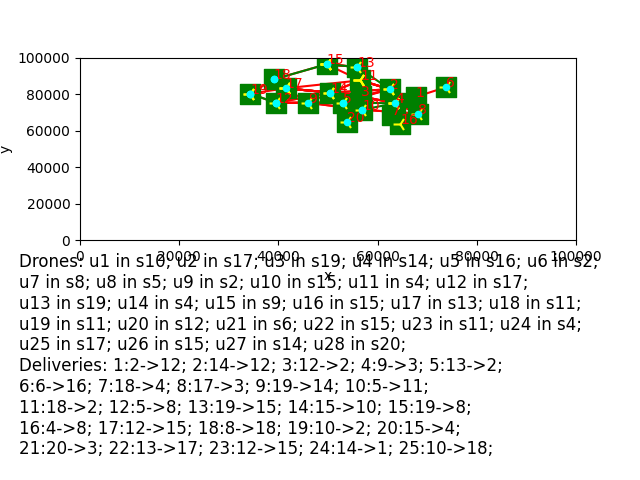 100000
80000
60000
40000
20000
0
y
15
13
0 20000 40000 60000 80000 100000
x
Drones: u1 in s10; u2 in s17; u3 in s19; u4 in s14; u5 in s16; u6 in s2;
u7 in s8; u8 in s5; u9 in s2; u10 in s15; u11 in s4; u12 in s17;
u13 in s19; u14 in s4; u15 in s9; u16 in s15; u17 in s13; u18 in s11;
u19 in s11; u20 in s12; u21 in s6; u22 in s15; u23 in s11; u24 in s4;
u25 in s17; u26 in s15; u27 in s14; u28 in s20;
Deliveries: 1:2->12; 2:14->12; 3:12->2; 4:9->3; 5:13->2;
6:6->16; 7:18->4; 8:17->3; 9:19->14; 10:5->11;
11:18->2; 12:5->8; 13:19->15; 14:15->10; 15:19->8;
16:4->8; 17:12->15; 18:8->18; 19:10->2; 20:15->4;
21:20->3; 22:13->17; 23:12->15; 24:14->1; 25:10->18;